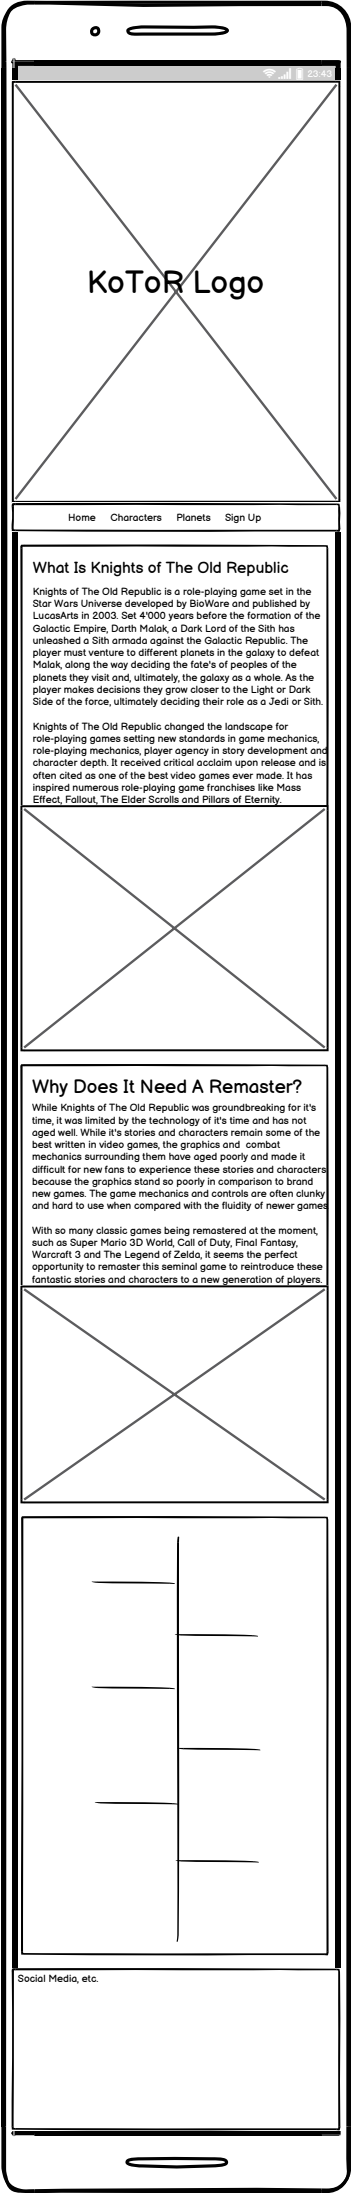 23:43
KoToR Logo
Home Characters Planets Sign Up
What Is Knights of The Old Republic
Knights of The Old Republic is a role-playing game set in the
Star Wars Universe developed by BioWare and published by
LucasArts in 2003. Set 4'000 years before the formation of the
Galactic Empire, Darth Malak, a Dark Lord of the Sith has
unleashed a Sith armada against the Galactic Republic. The
player must venture to different planets in the galaxy to defeat
Malak, along the way deciding the fate's of peoples of the
planets they visit and, ultimately, the galaxy as a whole. As the
player makes decisions they grow closer to the Light or Dark
Side of the force, ultimately deciding their role as a Jedi or Sith.
Knights of The Old Republic changed the landscape for
role-playing games setting new standards in game mechanics,
role-playing mechanics, player agency in story development and
character depth. It received critical acclaim upon release and is
often cited as one of the best video games ever made. It has
inspired numerous role-playing game franchises like Mass
Effect, Fallout, The Elder Scrolls and Pillars of Eternity.
Why Does It Need A Remaster?
While Knights of The Old Republic was groundbreaking for it's
time, it was limited by the technology of it's time and has not
aged well. While it's stories and characters remain some of the
best written in video games, the graphics and combat
mechanics surrounding them have aged poorly and made it
difficult for new fans to experience these stories and characters
because the graphics stand so poorly in comparison to brand
new games. The game mechanics and controls are often clunky
and hard to use when compared with the fluidity of newer games
With so many classic games being remastered at the moment,
such as Super Mario 3D World, Call of Duty, Final Fantasy,
Warcraft 3 and The Legend of Zelda, it seems the perfect
opportunity to remaster this seminal game to reintroduce these
fantastic stories and characters to a new generation of players.
Social Media, etc.